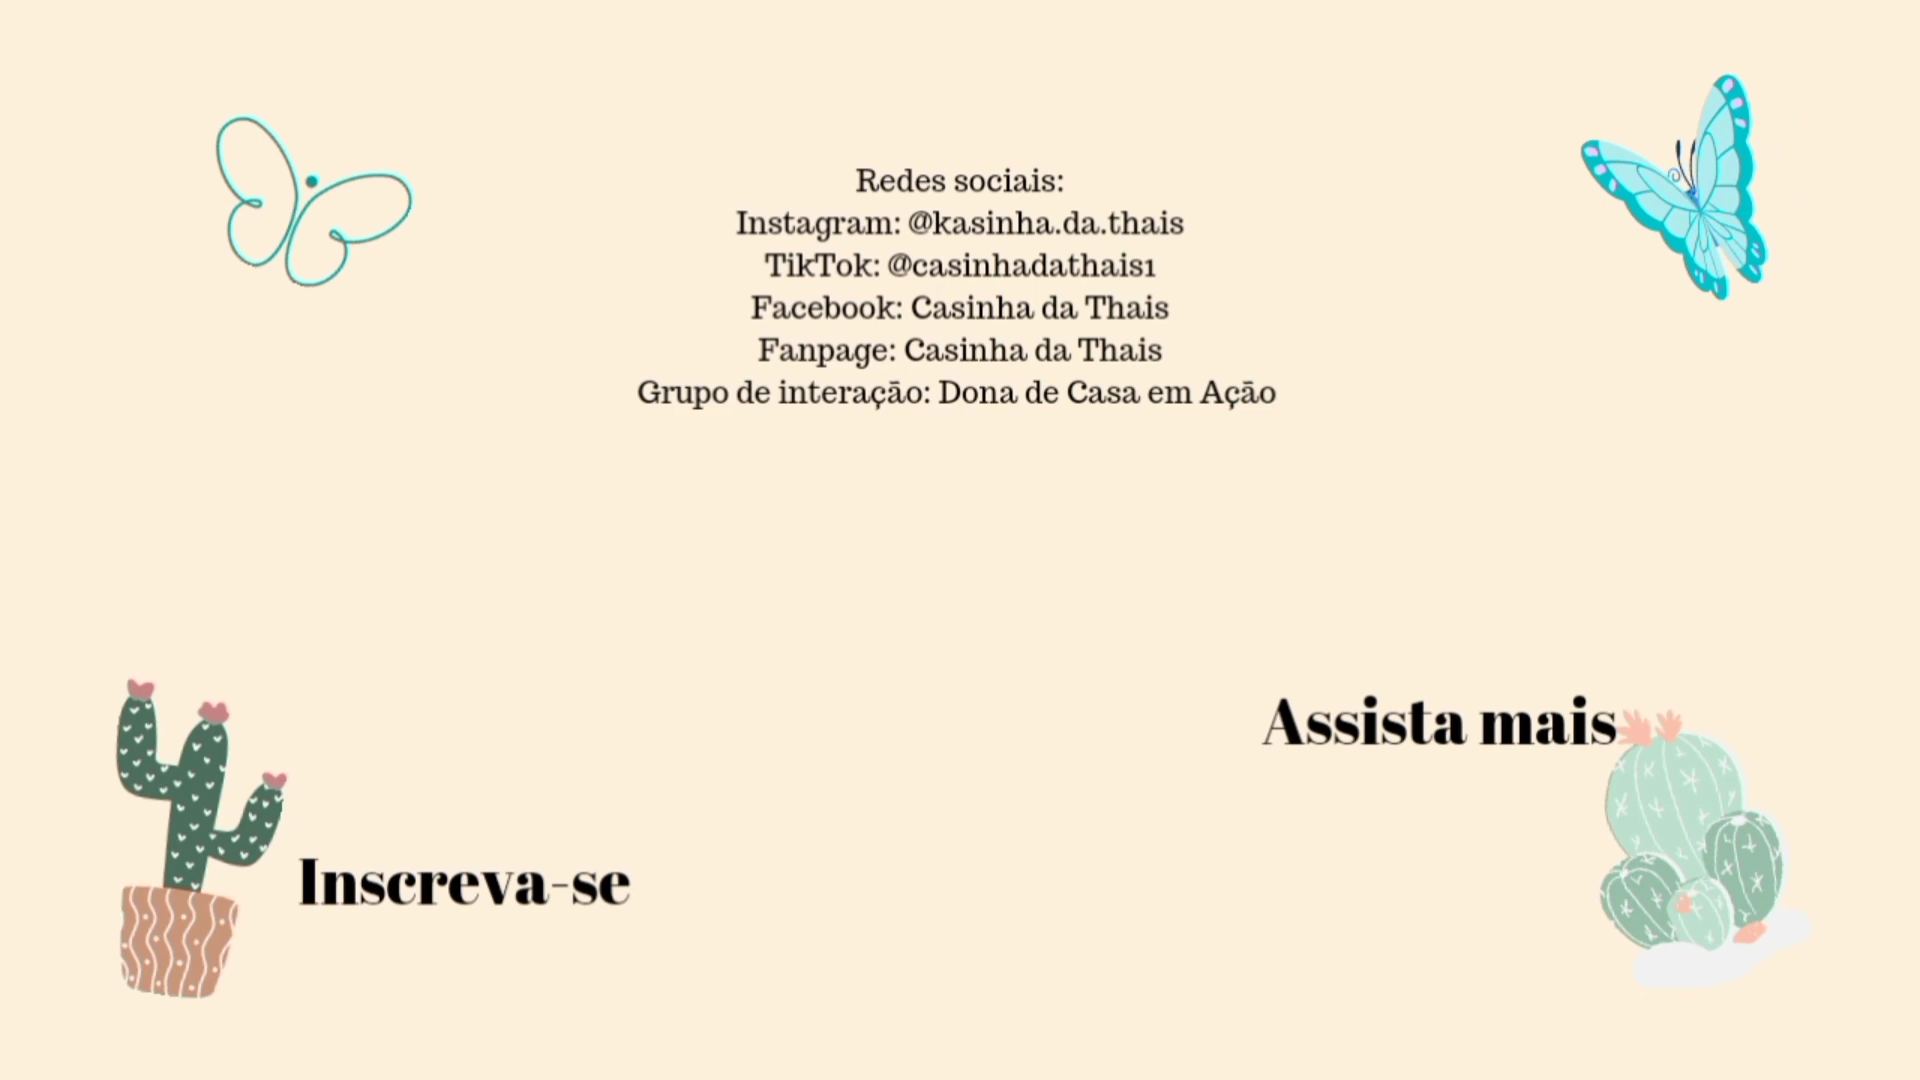 Redes sociais:
Instagram: @kasinha.da.thais
TikTok: @casinhadathais1
Facebook: Casinha da Thais
Fanpage: Casinha da Thais
Grupo de interação: Dona de Casa em Ação
Assista mais
Inscreva-se